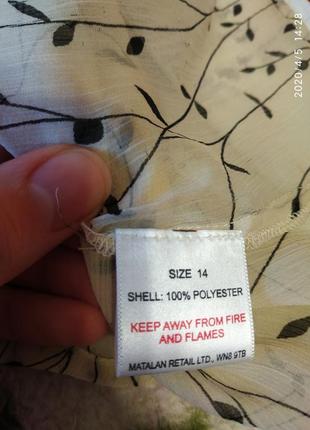 2020/4/5 14:28
SIZE 14
SHELL: 100% POLYESTER
KEEP AWAY FROM FIRE
AND FLAMES
MATALAN RETAIL LTD., WN8 9TB